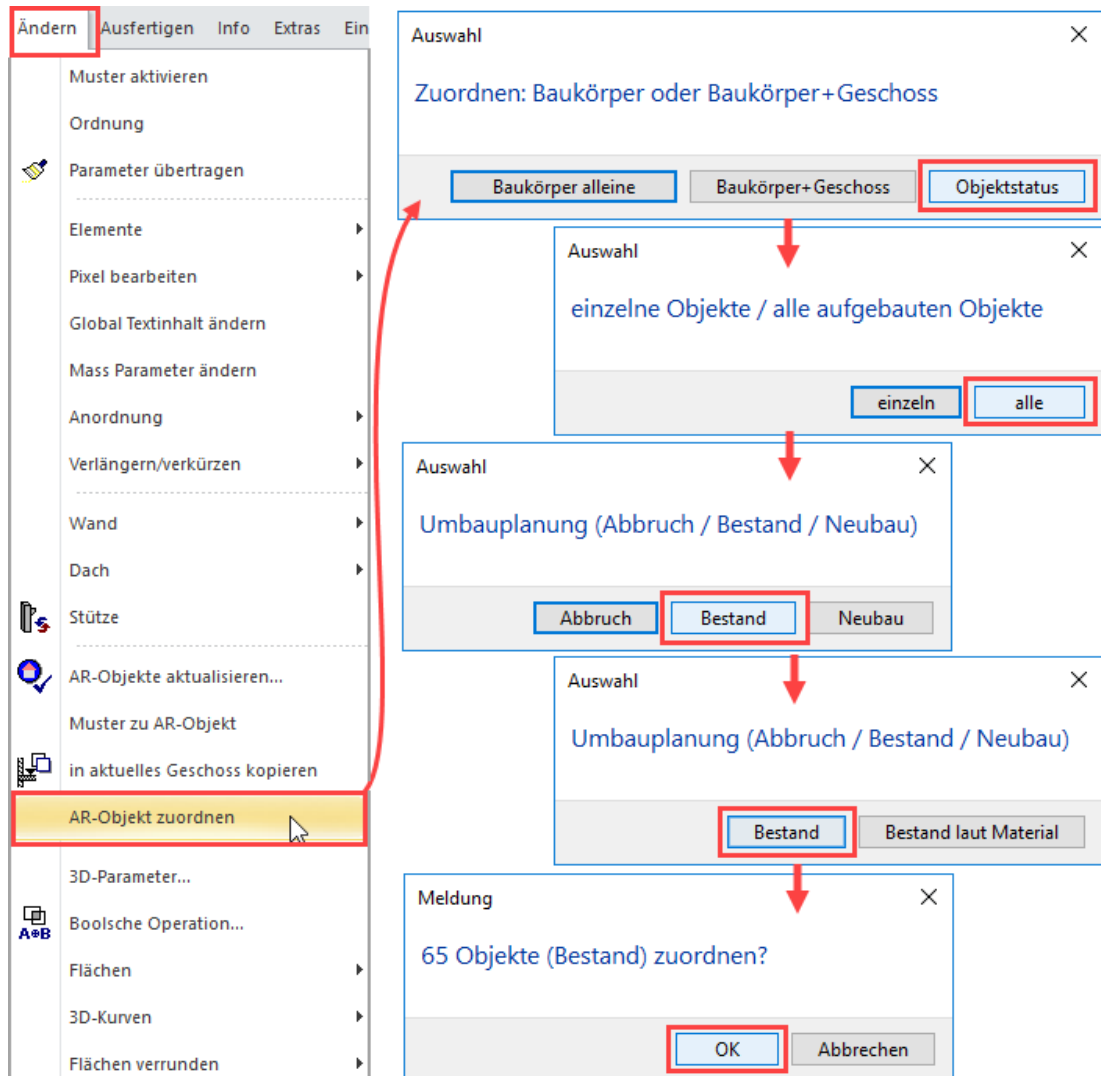 Ändern Ausfertigen Info Extras Ein
Muster aktivieren
Ordnung
Parameter übertragen
Elemente
Pixel bearbeiten
Global Textinhalt ändern
Mass Parameter ändern
Anordnung
Verlängern/verkürzen
Wand
Dach
Stütze
AR-Objekte aktualisieren...
Muster zu AR-Objekt
in aktuelles Geschoss kopieren
AR-Objekt zuordnen
3D-Parameter...
A⊕B
Boolsche Operation...
Flächen
3D-Kurven
Flächen verrunden
Auswahl
Zuordnen: Baukörper oder Baukörper+Geschoss
Baukörper alleine Baukörper+Geschoss Objektstatus
Auswahl
einzelne Objekte / alle aufgebauten Objekte
einzeln alle
Auswahl
Umbauplanung (Abbruch / Bestand / Neubau)
Abbruch Bestand Neubau
Auswahl
Umbauplanung (Abbruch / Bestand / Neubau)
Bestand Bestand laut Material
Meldung
65 Objekte (Bestand) zuordnen?
OK Abbrechen